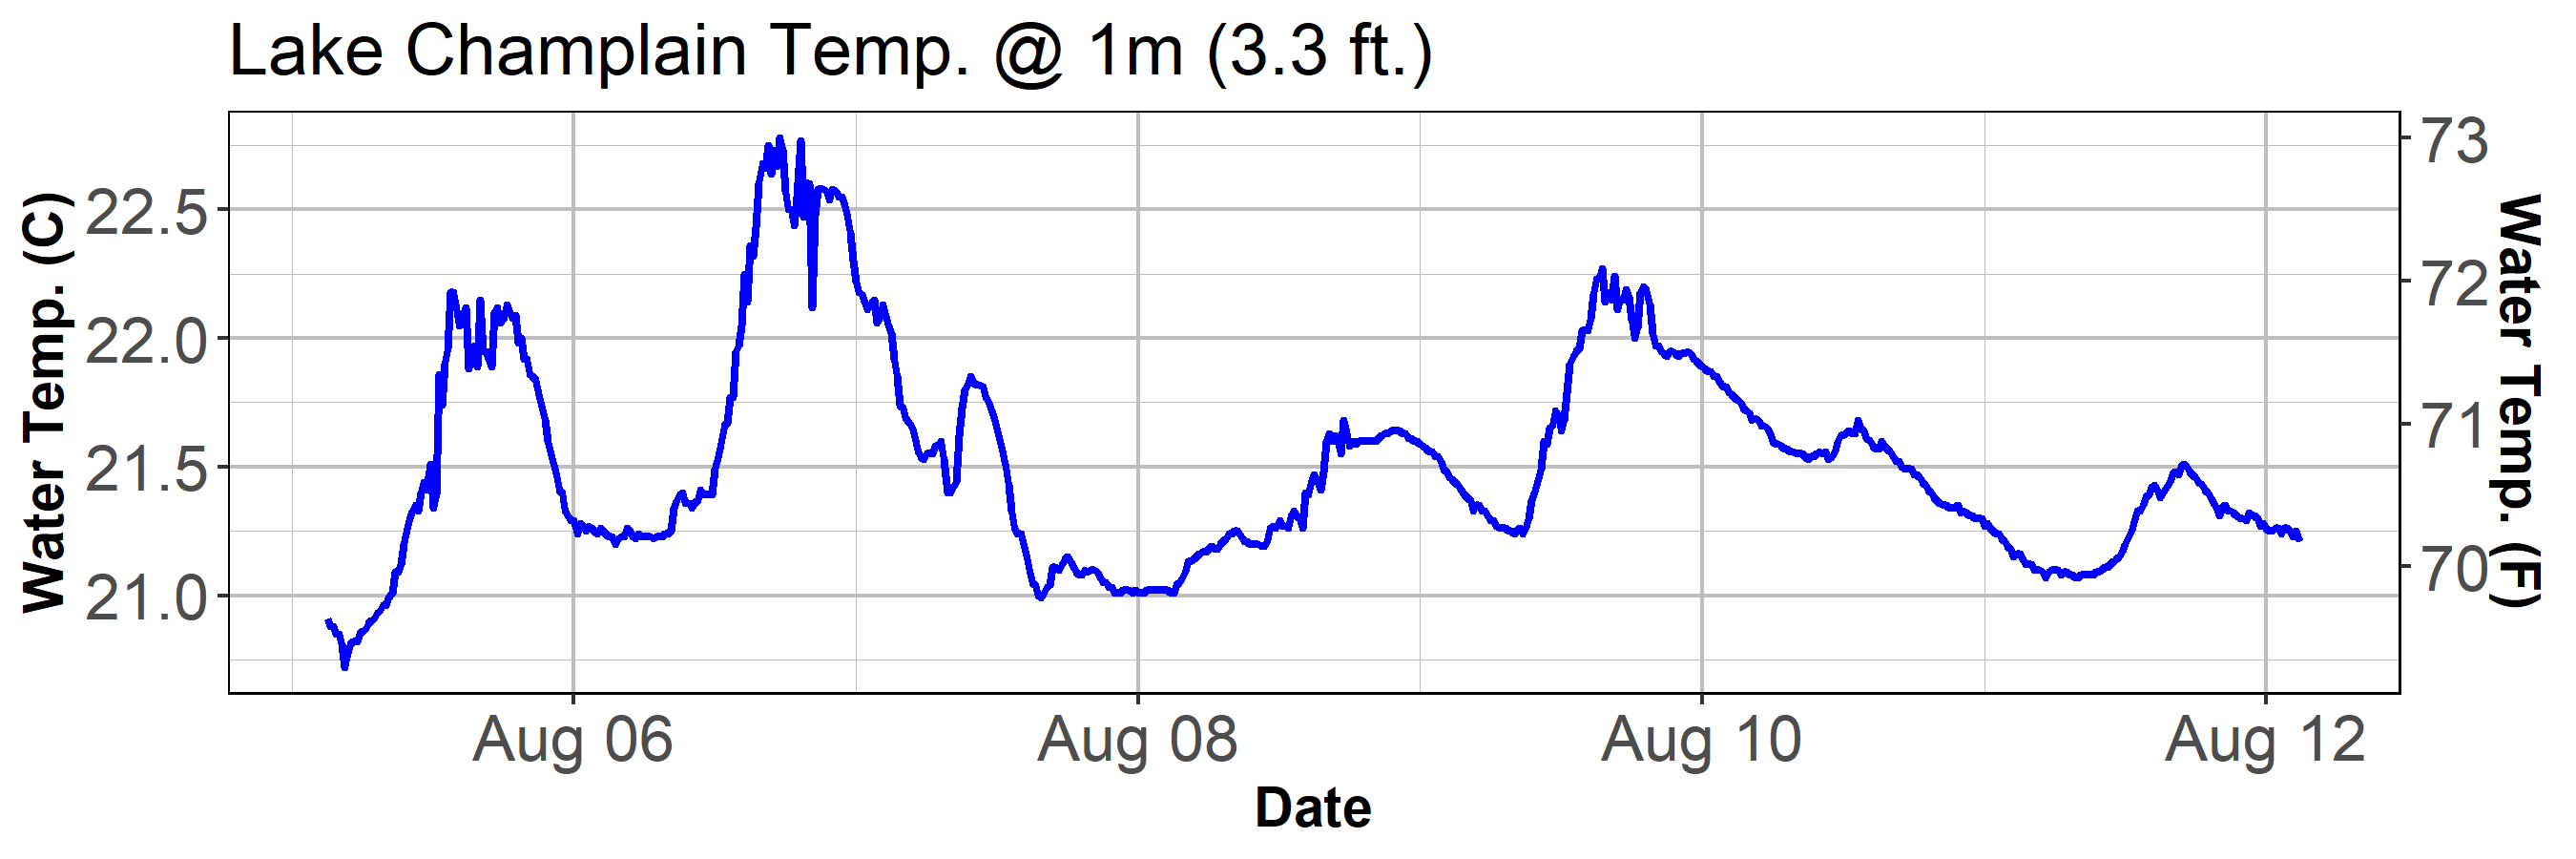 Lake Champlain Temp. @ 1m (3.3 ft.)
Water Temp. (C)
22.5
22.0
21.5
21.0
73
72
71
70
Water Temp. (F)
Aug 06
Aug 08
Aug 10
Aug 12
Date